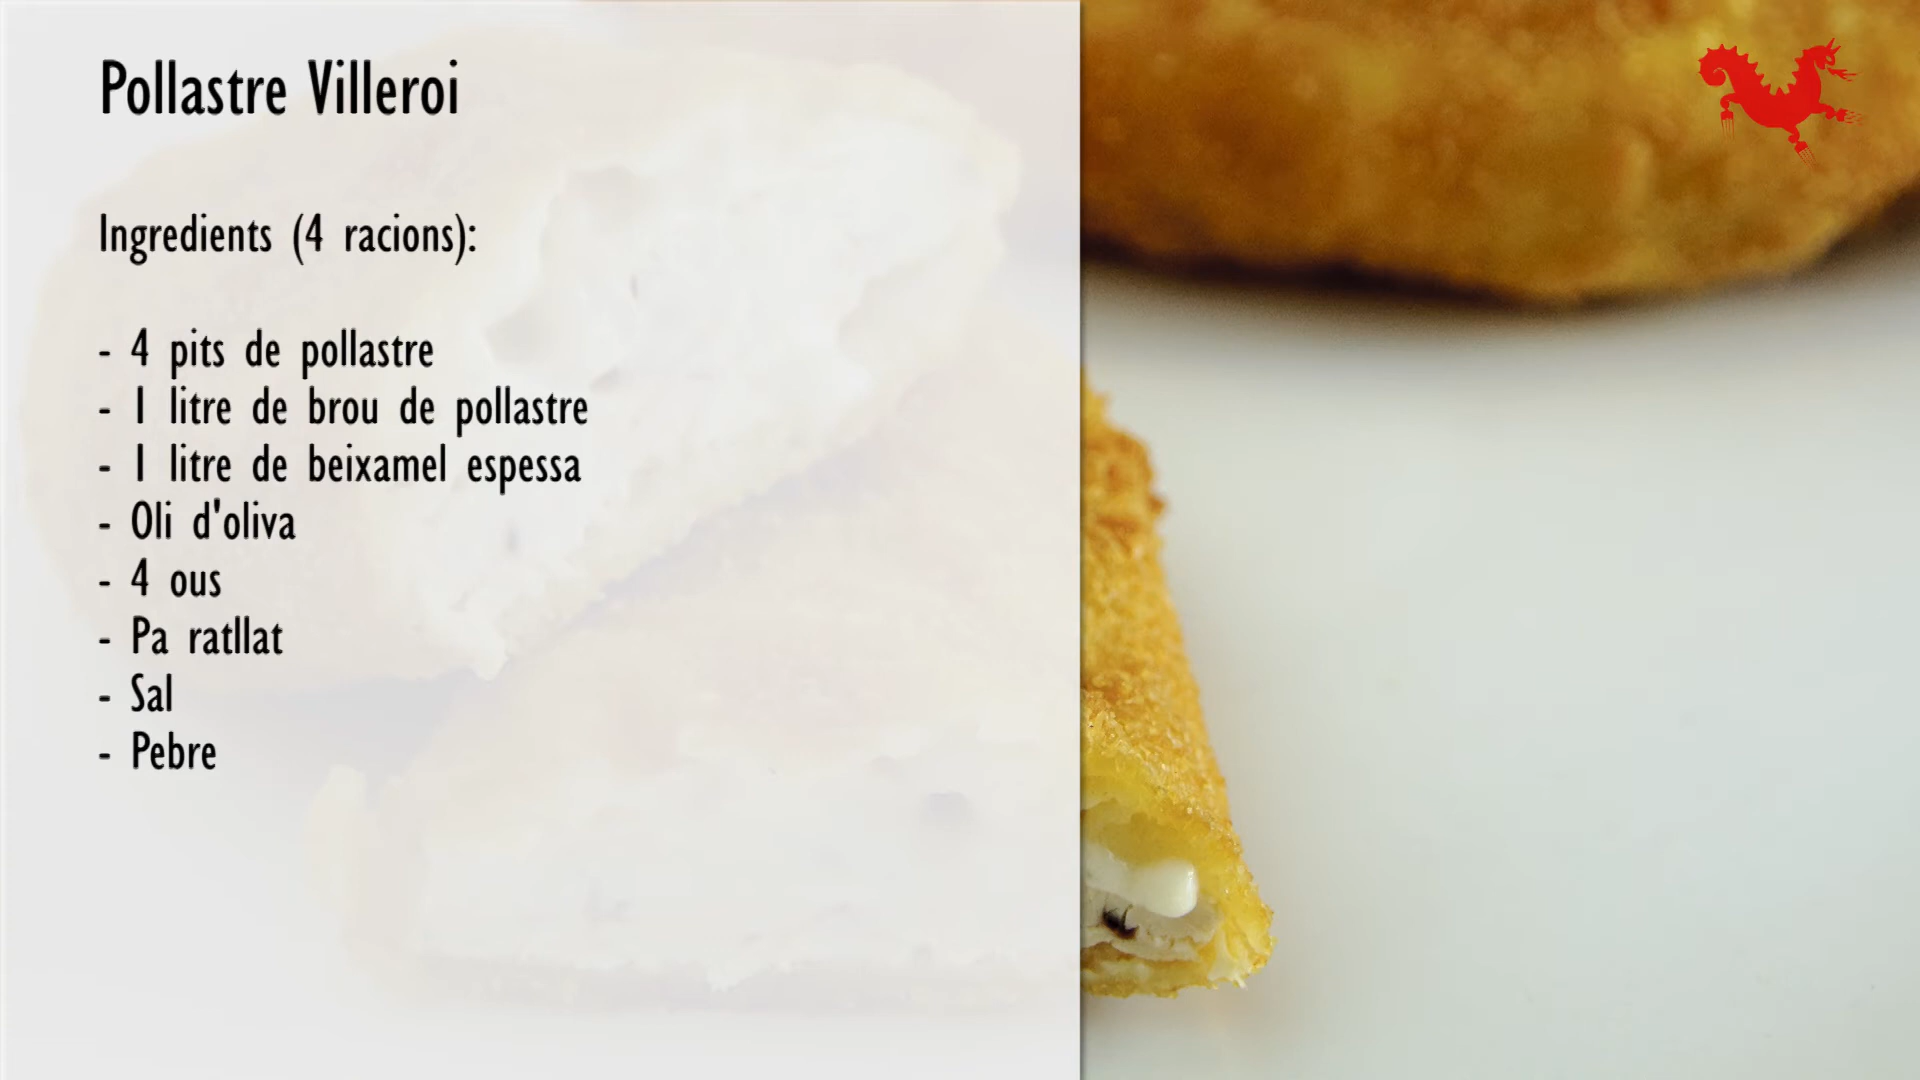 Pollastre Villeroi
Ingredients (4 racions):
- 4 pits de pollastre
- 1 litre de brou de pollastre
- 1 litre de beixamel espessa
- Oli d'oliva
- 4 ous
- Pa ratllat
- Sal
- Pebre